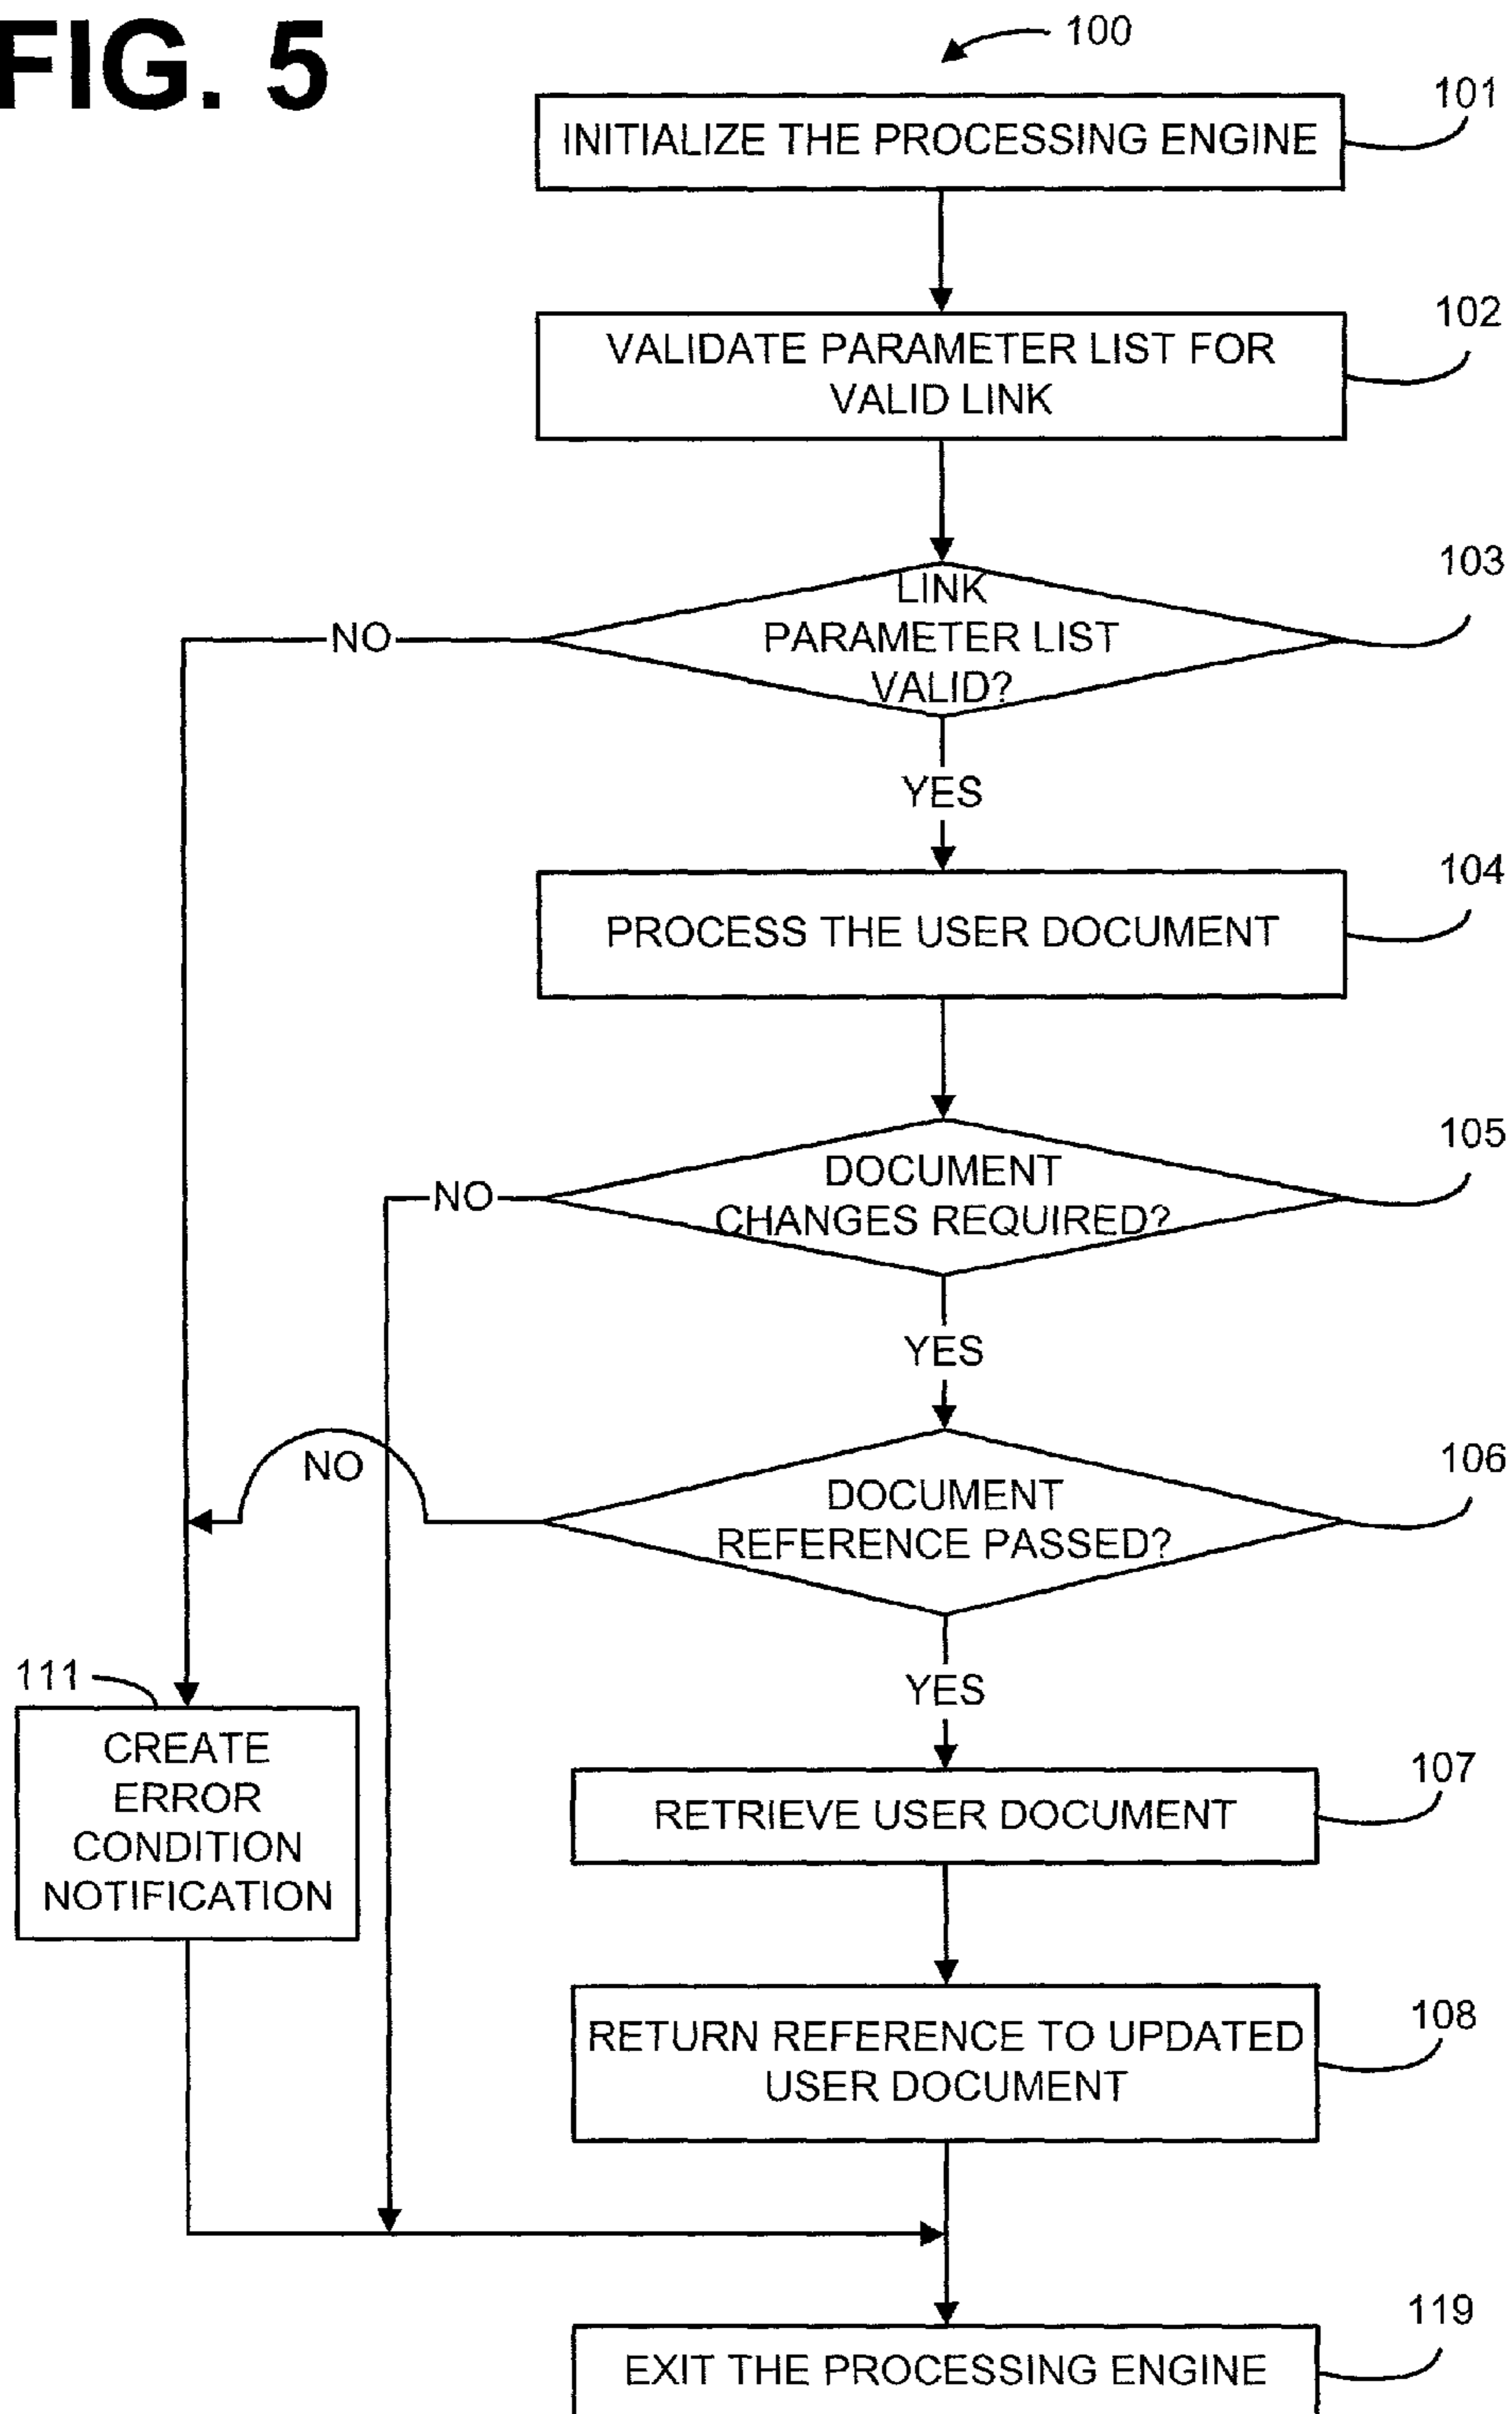 FIG. 5
100
INITIALIZE THE PROCESSING ENGINE
101
VALIDATE PARAMETER LIST FOR
VALID LINK
102
LINK
PARAMETER LIST
VALID?
103
NO
YES
PROCESS THE USER DOCUMENT
104
DOCUMENT
CHANGES REQUIRED?
105
NO
YES
DOCUMENT
REFERENCE PASSED?
106
NO
YES
111
CREATE
ERROR
CONDITION
NOTIFICATION
RETRIEVE USER DOCUMENT
107
RETURN REFERENCE TO UPDATED
USER DOCUMENT
108
EXIT THE PROCESSING ENGINE
119